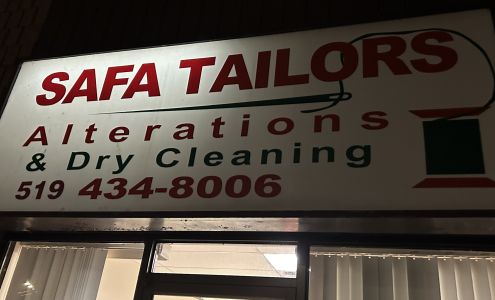 SAFA TAILORS
Alterations
& Dry Cleaning
519 434-8006